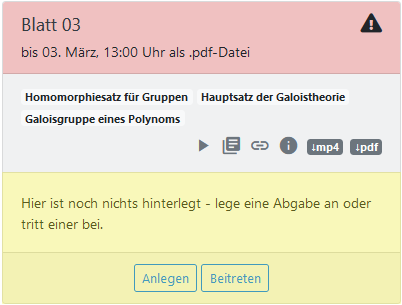 Blatt 03
bis 03. März, 13:00 Uhr als .pdf-Datei
Homomorphiesatz für Gruppen Hauptsatz der Galoistheorie
Galoisgruppe eines Polynoms
↓mp4 ↓pdf
Hier ist noch nichts hinterlegt - lege eine Abgabe an oder
tritt einer bei.
Anlegen Beitreten